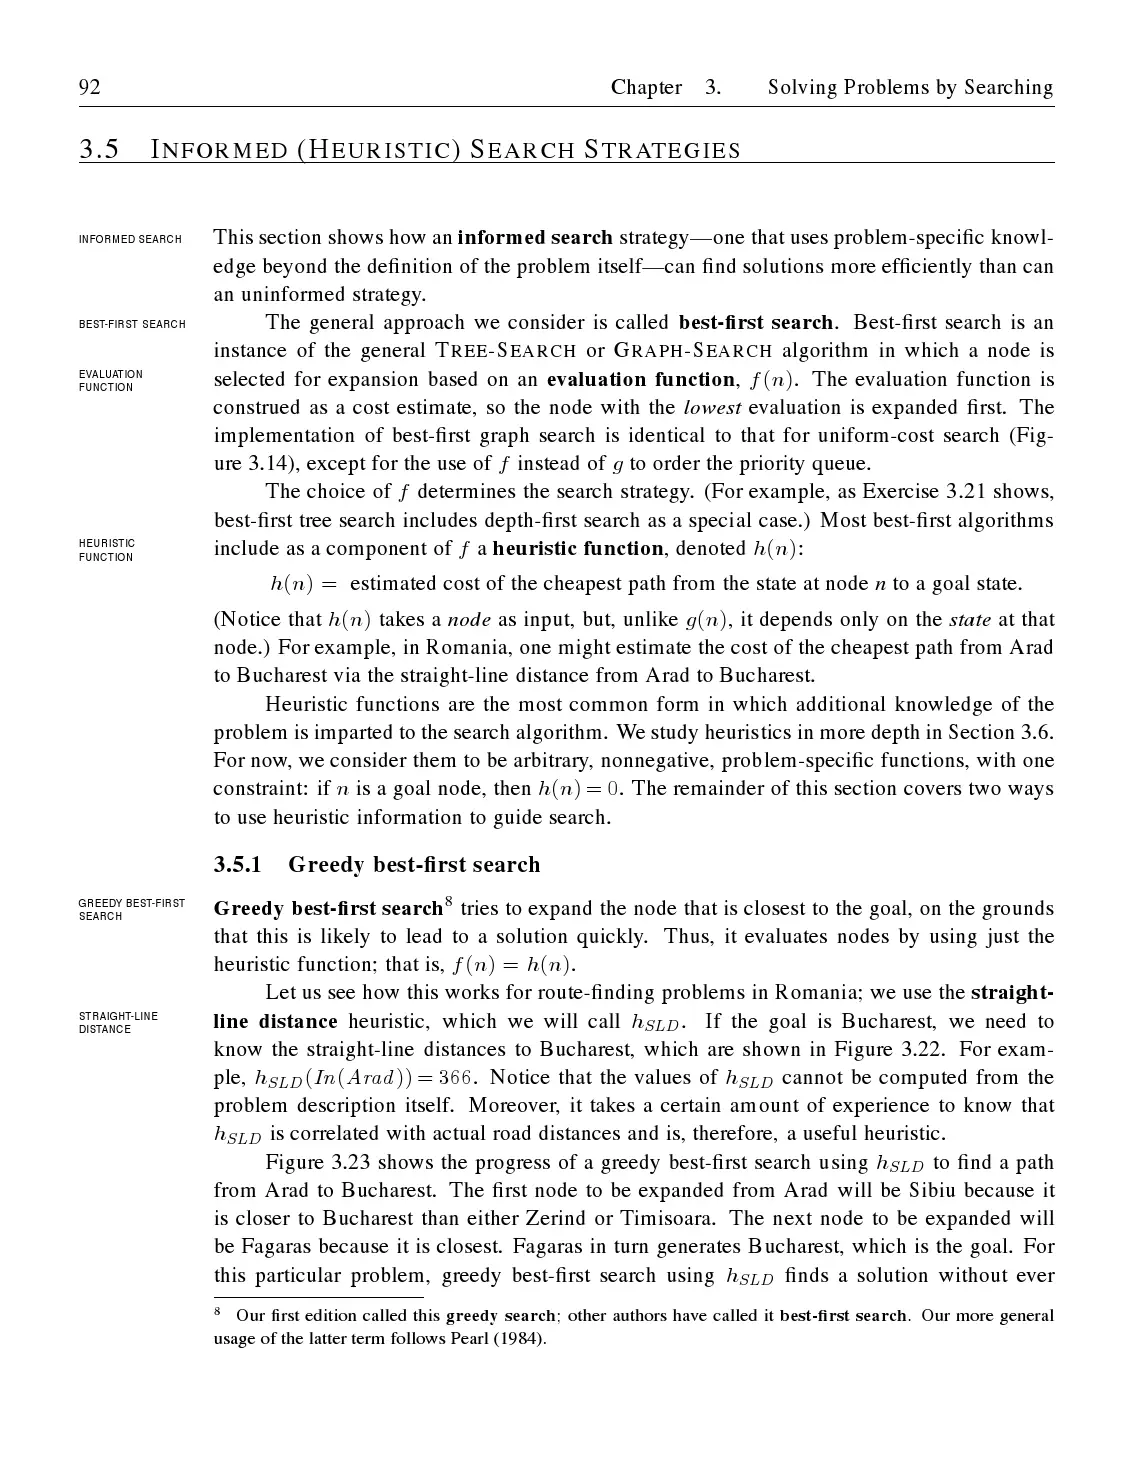 92 Chapter 3. Solving Problems by Searching
3.5 INFORMED (HEURISTIC) SEARCH STRATEGIES
INFORMED SEARCH
This section shows how an informed search strategy—one that uses problem-specific knowl-
edge beyond the definition of the problem itself—can find solutions more efficiently than can
an uninformed strategy.
BEST-FIRST SEARCH
The general approach we consider is called best-first search. Best-first search is an
instance of the general TREE-SEARCH or GRAPH-SEARCH algorithm in which a node is
EVALUATION
FUNCTION
selected for expansion based on an evaluation function, f(n). The evaluation function is
construed as a cost estimate, so the node with the lowest evaluation is expanded first. The
implementation of best-first graph search is identical to that for uniform-cost search (Fig-
ure 3.14), except for the use of f instead of g to order the priority queue.
The choice of f determines the search strategy. (For example, as Exercise 3.21 shows,
best-first tree search includes depth-first search as a special case.) Most best-first algorithms
HEURISTIC
FUNCTION
include as a component of f a heuristic function, denoted h(n):
h(n) = estimated cost of the cheapest path from the state at node n to a goal state.
(Notice that h(n) takes a node as input, but, unlike g(n), it depends only on the state at that
node.) For example, in Romania, one might estimate the cost of the cheapest path from Arad
to Bucharest via the straight-line distance from Arad to Bucharest.
Heuristic functions are the most common form in which additional knowledge of the
problem is imparted to the search algorithm. We study heuristics in more depth in Section 3.6.
For now, we consider them to be arbitrary, nonnegative, problem-specific functions, with one
constraint: if n is a goal node, then h(n) = 0. The remainder of this section covers two ways
to use heuristic information to guide search.
3.5.1 Greedy best-first search
GREEDY BEST-FIRST
SEARCH
Greedy best-first search⁸ tries to expand the node that is closest to the goal, on the grounds
that this is likely to lead to a solution quickly. Thus, it evaluates nodes by using just the
heuristic function; that is, f(n) = h(n).
Let us see how this works for route-finding problems in Romania; we use the straight-
STRAIGHT-LINE
DISTANCE
line distance heuristic, which we will call hSLD. If the goal is Bucharest, we need to
know the straight-line distances to Bucharest, which are shown in Figure 3.22. For exam-
ple, hSLD(In(Arad)) = 366. Notice that the values of hSLD cannot be computed from the
problem description itself. Moreover, it takes a certain amount of experience to know that
hSLD is correlated with actual road distances and is, therefore, a useful heuristic.
Figure 3.23 shows the progress of a greedy best-first search using hSLD to find a path
from Arad to Bucharest. The first node to be expanded from Arad will be Sibiu because it
is closer to Bucharest than either Zerind or Timisoara. The next node to be expanded will
be Fagaras because it is closest. Fagaras in turn generates Bucharest, which is the goal. For
this particular problem, greedy best-first search using hSLD finds a solution without ever
⁸ Our first edition called this greedy search; other authors have called it best-first search. Our more general
usage of the latter term follows Pearl (1984).